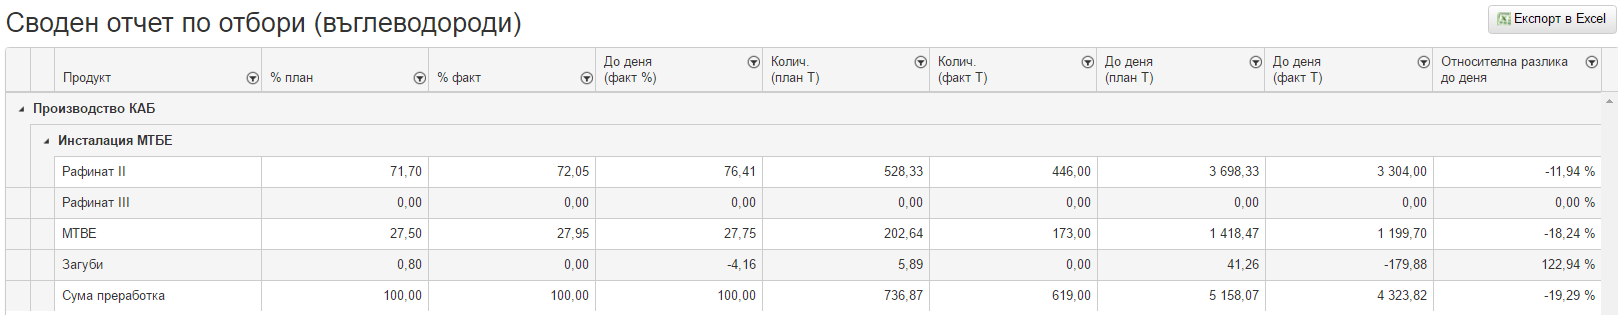 Своден отчет по отбори (въглеводороди)
Експорт в Excel
Продукт % план % факт До деня (факт %) Колич. (план Т) Колич. (факт Т) До деня (план Т) До деня (факт Т) Относителна разлика до деня
Производство КАБ
Инсталация МТБЕ
Рафинат II 71,70 72,05 76,41 528,33 446,00 3 698,33 3 304,00 -11,94 %
Рафинат III 0,00 0,00 0,00 0,00 0,00 0,00 0,00 0,00 %
МТВЕ 27,50 27,95 27,75 202,64 173,00 1 418,47 1 199,70 -18,24 %
Загуби 0,80 0,00 -4,16 5,89 0,00 41,26 -179,88 122,94 %
Сума преработка 100,00 100,00 100,00 736,87 619,00 5 158,07 4 323,82 -19,29 %